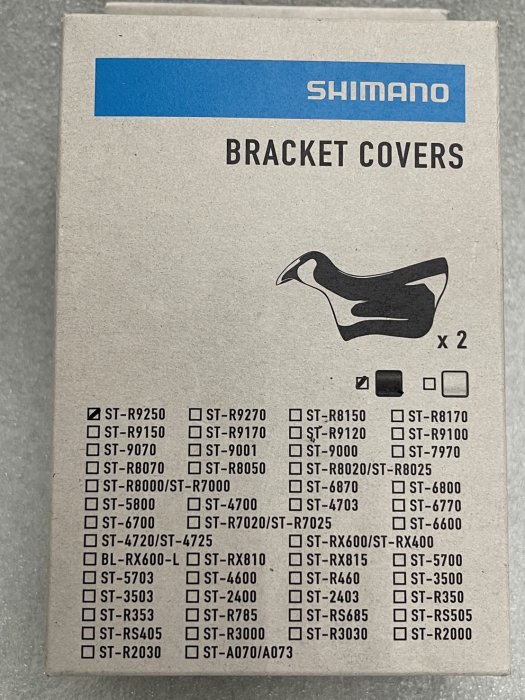 SHIMANO
BRACKET COVERS
x 2
ST-R9250 ST-R9270 ST-R8150 ST-R8170
ST-R9150 ST-R9170 ST-R9120 ST-R9100
ST-9070 ST-9001 ST-9000 ST-7970
ST-R8070 ST-R8050 ST-R8020/ST-R8025
ST-R8000/ST-R7000 ST-6870 ST-6800
ST-5800 ST-4700 ST-4703 ST-6770
ST-6700 ST-R7020/ST-R7025 ST-6600
ST-4720/ST-4725 ST-RX600/ST-RX400
BL-RX600-L ST-RX810 ST-RX815 ST-5700
ST-5703 ST-4600 ST-R460 ST-3500
ST-3503 ST-2400 ST-2403 ST-R350
ST-R353 ST-R785 ST-RS685 ST-RS505
ST-RS405 ST-R3000 ST-R3030 ST-R2000
ST-R2030 ST-A070/A073